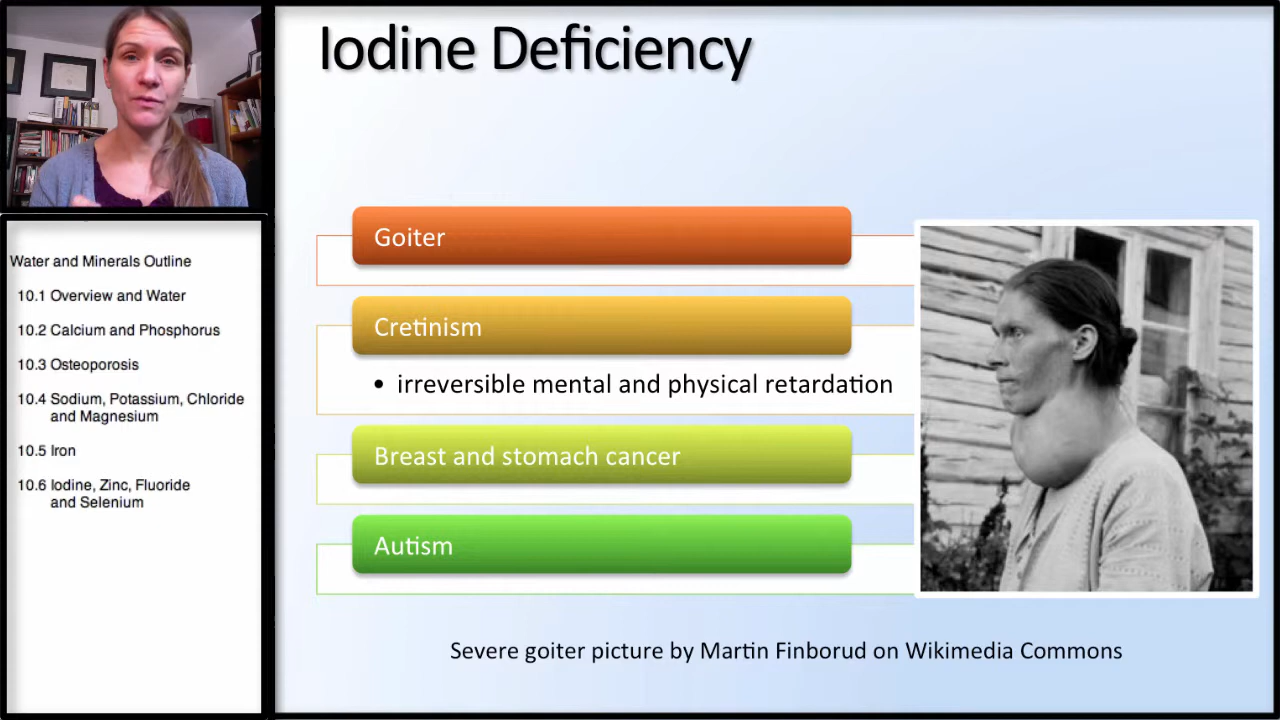 Iodine Deficiency
Goiter
Cretinism
• irreversible mental and physical retardation
Breast and stomach cancer
Autism
Severe goiter picture by Martin Finborud on Wikimedia Commons
Water and Minerals Outline
10.1 Overview and Water
10.2 Calcium and Phosphorus
10.3 Osteoporosis
10.4 Sodium, Potassium, Chloride
and Magnesium
10.5 Iron
10.6 Iodine, Zinc, Fluoride
and Selenium